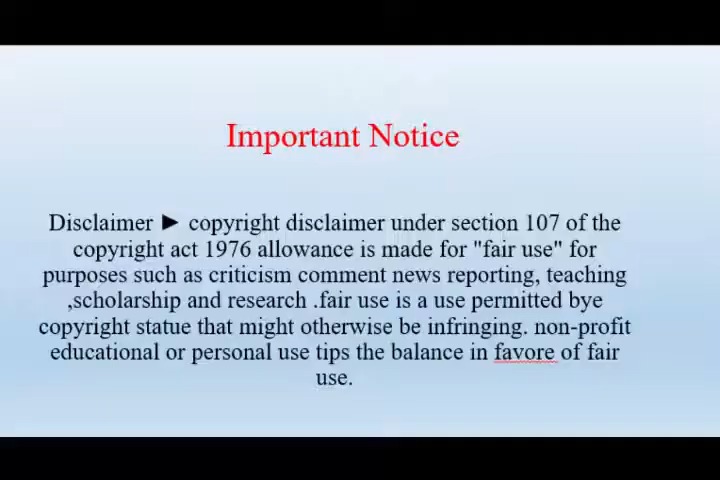 Important Notice
Disclaimer ► copyright disclaimer under section 107 of the
copyright act 1976 allowance is made for "fair use" for
purposes such as criticism comment news reporting, teaching
,scholarship and research .fair use is a use permitted bye
copyright statue that might otherwise be infringing. non-profit
educational or personal use tips the balance in favore of fair
use.